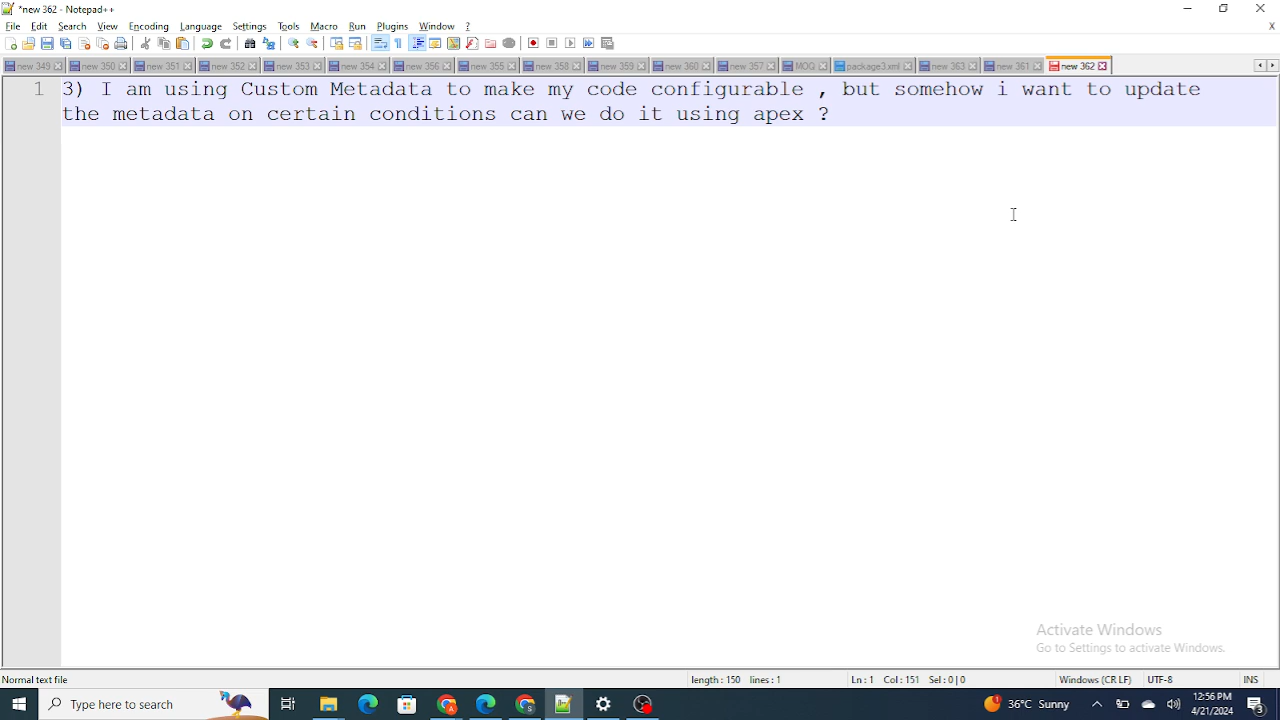 *new 362 - Notepad++
File Edit Search View Encoding Language Settings Tools Macro Run Plugins Window ?
new 349 new 350 new 351 new 352 new 353 new 354 new 356 new 355 new 358 new 359 new 360 new 357 MOG package3.xml new 363 new 361 new 362
1 3) I am using Custom Metadata to make my code configurable , but somehow i want to update
the metadata on certain conditions can we do it using apex ?
Activate Windows
Go to Settings to activate Windows.
Normal text file length : 150 lines : 1 Ln : 1 Col : 151 Sel : 0 | 0 Windows (CR LF) UTF-8 INS
Type here to search 36°C Sunny 12:56 PM
4/21/2024 3